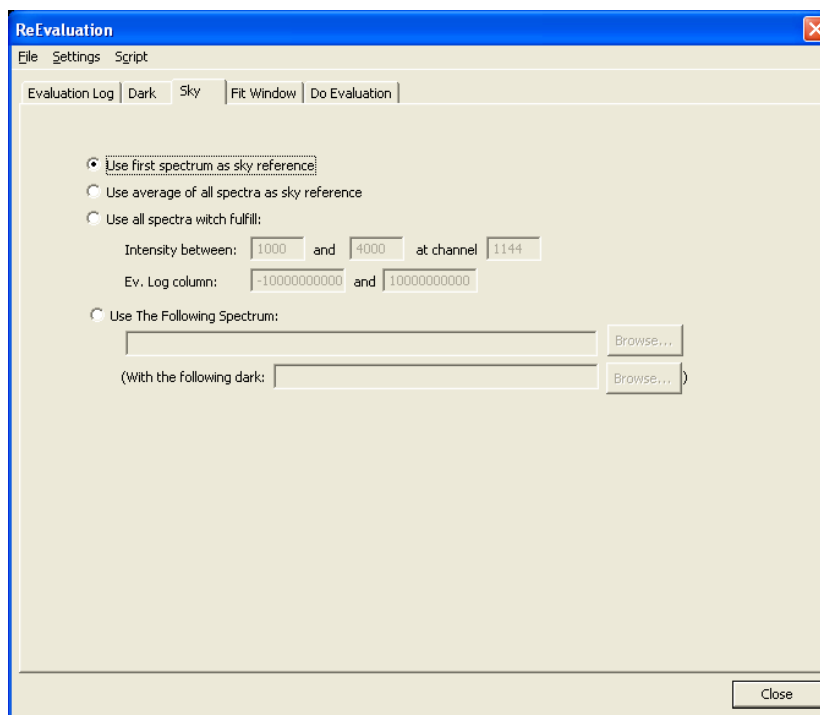 ReEvaluation
File Settings Script
Evaluation Log Dark Sky Fit Window Do Evaluation
Use first spectrum as sky reference
Use average of all spectra as sky reference
Use all spectra witch fulfill:
Intensity between: 1000 and 4000 at channel 1144
Ev. Log column: -10000000000 and 10000000000
Use The Following Spectrum:
Browse...
(With the following dark: Browse... )
Close